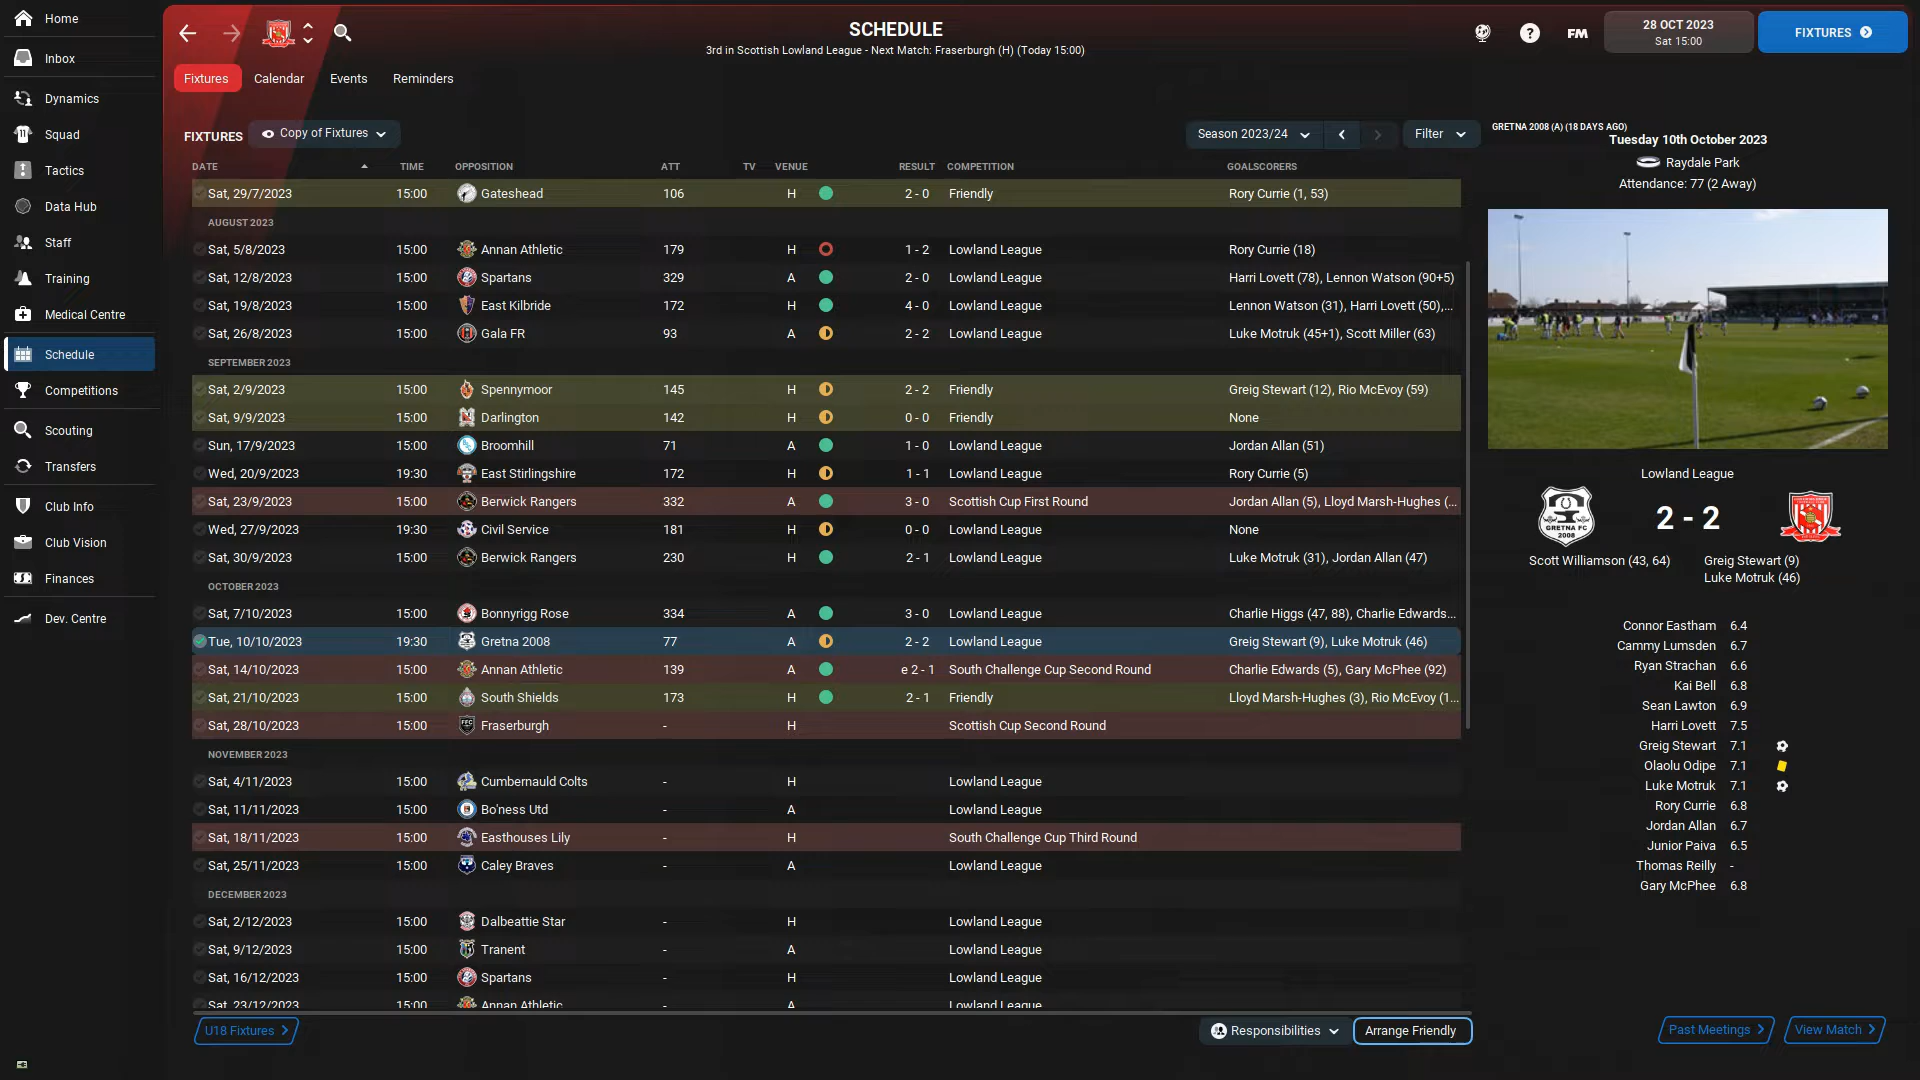 Home
Inbox
Dynamics
Squad
Tactics
Data Hub
Staff
Training
Medical Centre
Schedule
Competitions
Scouting
Transfers
Club Info
Club Vision
Finances
Dev. Centre
SCHEDULE
3rd in Scottish Lowland League - Next Match: Fraserburgh (H) (Today 15:00)
FM
28 OCT 2023
Sat 15:00
FIXTURES
Fixtures Calendar Events Reminders
FIXTURES Copy of Fixtures Season 2023/24 Filter
DATE TIME OPPOSITION ATT TV VENUE RESULT COMPETITION GOALSCORERS
Sat, 29/7/2023 15:00 Gateshead 106 H 2 - 0 Friendly Rory Currie (1, 53)
AUGUST 2023
Sat, 5/8/2023 15:00 Annan Athletic 179 H 1 - 2 Lowland League Rory Currie (18)
Sat, 12/8/2023 15:00 Spartans 329 A 2 - 0 Lowland League Harri Lovett (78), Lennon Watson (90+5)
Sat, 19/8/2023 15:00 East Kilbride 172 H 4 - 0 Lowland League Lennon Watson (31), Harri Lovett (50),...
Sat, 26/8/2023 15:00 Gala FR 93 A 2 - 2 Lowland League Luke Motruk (45+1), Scott Miller (63)
SEPTEMBER 2023
Sat, 2/9/2023 15:00 Spennymoor 145 H 2 - 2 Friendly Greig Stewart (12), Rio McEvoy (59)
Sat, 9/9/2023 15:00 Darlington 142 H 0 - 0 Friendly None
Sun, 17/9/2023 15:00 Broomhill 71 A 1 - 0 Lowland League Jordan Allan (51)
Wed, 20/9/2023 19:30 East Stirlingshire 172 H 1 - 1 Lowland League Rory Currie (5)
Sat, 23/9/2023 15:00 Berwick Rangers 332 A 3 - 0 Scottish Cup First Round Jordan Allan (5), Lloyd Marsh-Hughes (...
Wed, 27/9/2023 19:30 Civil Service 181 H 0 - 0 Lowland League None
Sat, 30/9/2023 15:00 Berwick Rangers 230 H 2 - 1 Lowland League Luke Motruk (31), Jordan Allan (47)
OCTOBER 2023
Sat, 7/10/2023 15:00 Bonnyrigg Rose 334 A 3 - 0 Lowland League Charlie Higgs (47, 88), Charlie Edwards...
Tue, 10/10/2023 19:30 Gretna 2008 77 A 2 - 2 Lowland League Greig Stewart (9), Luke Motruk (46)
Sat, 14/10/2023 15:00 Annan Athletic 139 A e 2 - 1 South Challenge Cup Second Round Charlie Edwards (5), Gary McPhee (92)
Sat, 21/10/2023 15:00 South Shields 173 H 2 - 1 Friendly Lloyd Marsh-Hughes (3), Rio McEvoy (1...
Sat, 28/10/2023 15:00 Fraserburgh - H Scottish Cup Second Round
NOVEMBER 2023
Sat, 4/11/2023 15:00 Cumbernauld Colts - H Lowland League
Sat, 11/11/2023 15:00 Bo'ness Utd - A Lowland League
Sat, 18/11/2023 15:00 Easthouses Lily - H South Challenge Cup Third Round
Sat, 25/11/2023 15:00 Caley Braves - A Lowland League
DECEMBER 2023
Sat, 2/12/2023 15:00 Dalbeattie Star - H Lowland League
Sat, 9/12/2023 15:00 Tranent - A Lowland League
Sat, 16/12/2023 15:00 Spartans - H Lowland League
Sat, 23/12/2023 15:00 Annan Athletic - A Lowland League
U18 Fixtures Responsibilities Arrange Friendly
GRETNA 2008 (A) (18 DAYS AGO)
Tuesday 10th October 2023
Raydale Park
Attendance: 77 (2 Away)
Lowland League
GRETNA FC
2008
2 - 2
Scott Williamson (43, 64) Greig Stewart (9)
Luke Motruk (46)
Connor Eastham 6.4
Cammy Lumsden 6.7
Ryan Strachan 6.6
Kai Bell 6.8
Sean Lawton 6.9
Harri Lovett 7.5
Greig Stewart 7.1
Olaolu Odipe 7.1
Luke Motruk 7.1
Rory Currie 6.8
Jordan Allan 6.7
Junior Paiva 6.5
Thomas Reilly -
Gary McPhee 6.8
Past Meetings View Match